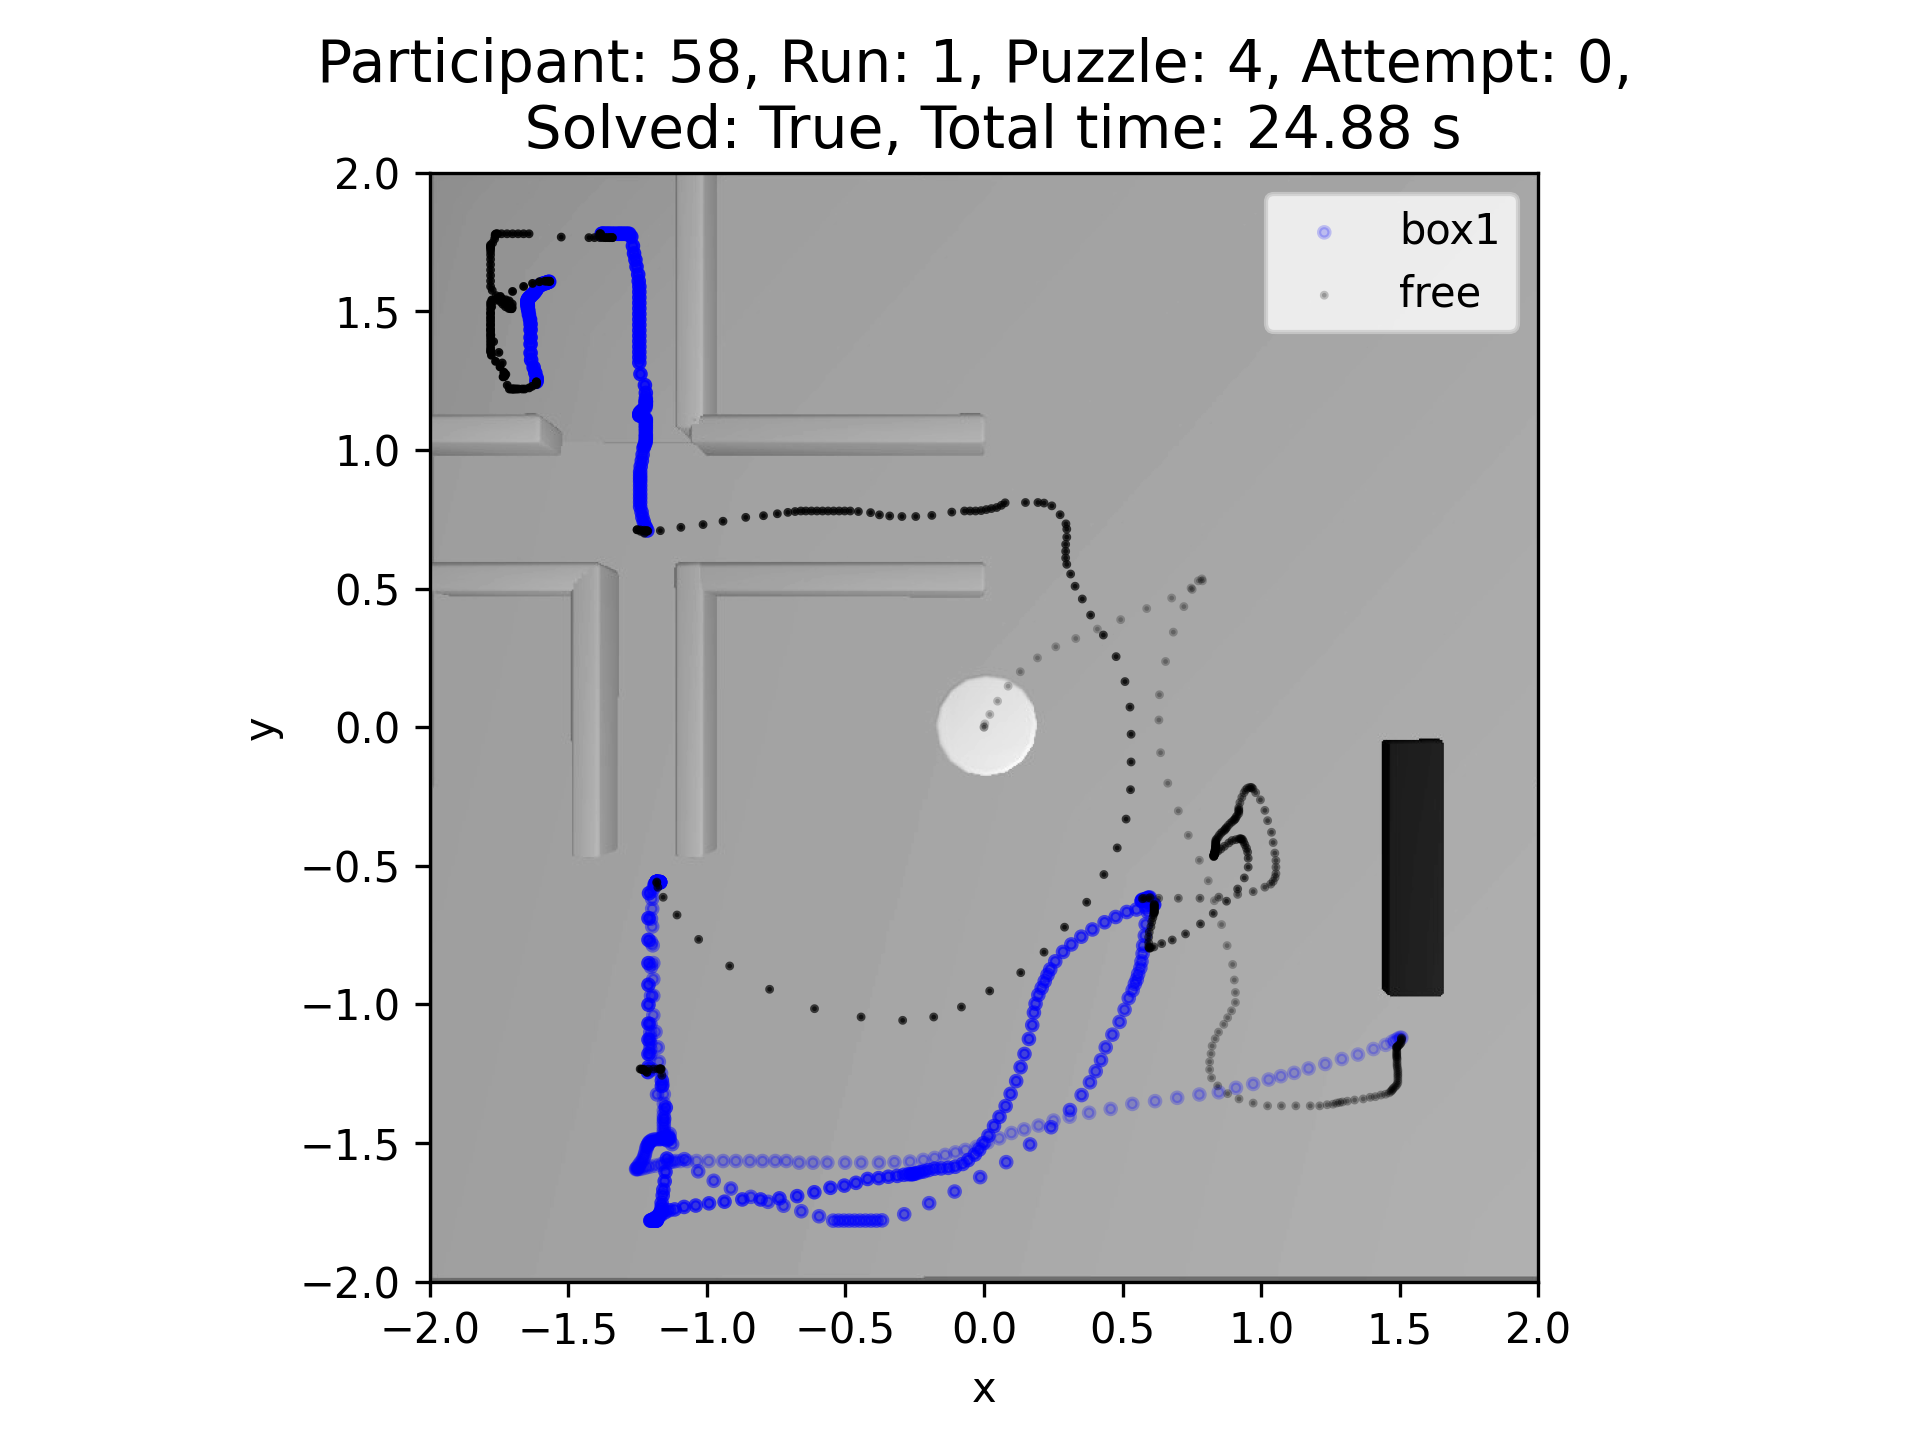 Participant: 58, Run: 1, Puzzle: 4, Attempt: 0,
Solved: True, Total time: 24.88 s
box1
free
2.0
1.5
1.0
0.5
0.0
−0.5
−1.0
−1.5
−2.0
y
−2.0 −1.5 −1.0 −0.5 0.0 0.5 1.0 1.5 2.0
x